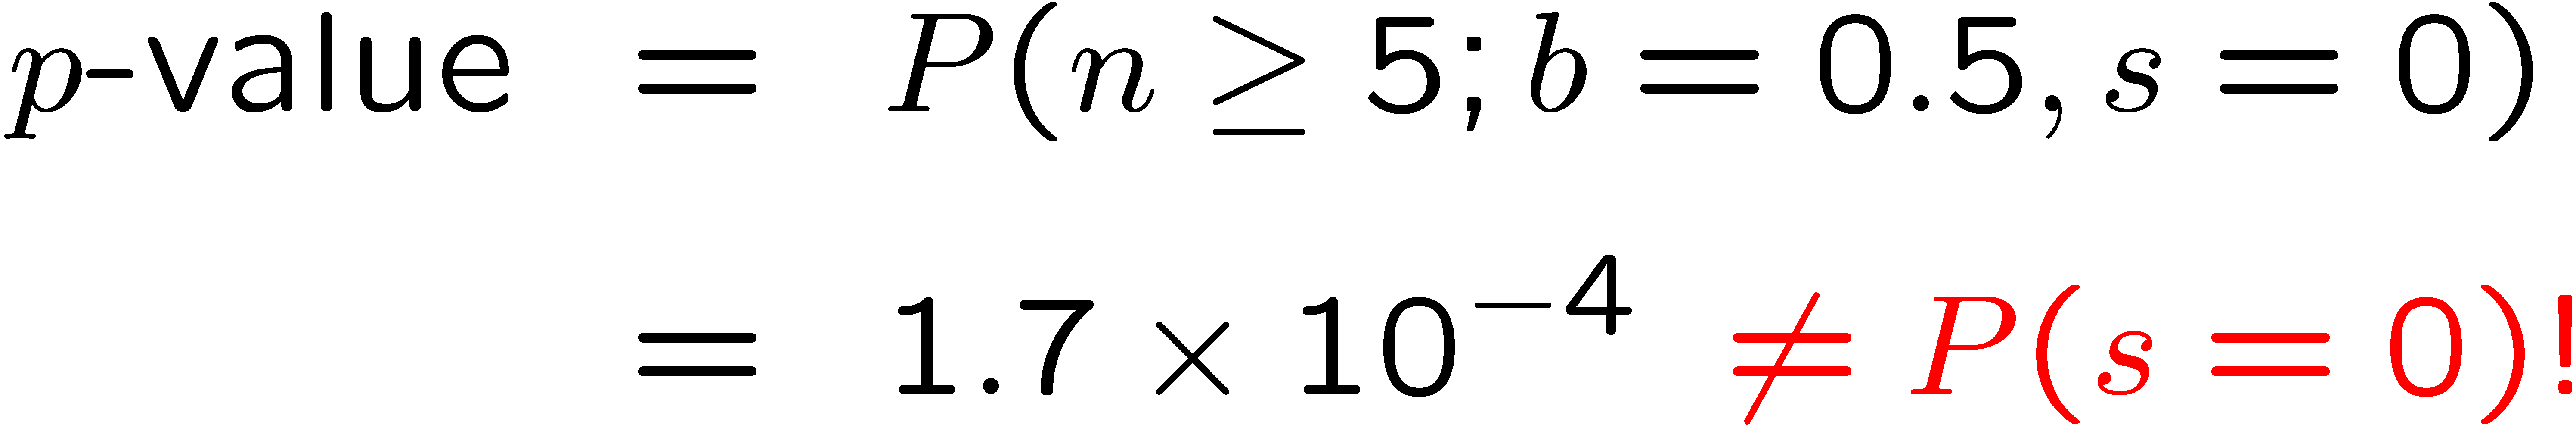 p-value = P(n ≥ 5; b = 0.5, s = 0)
= 1.7 × 10⁻⁴ ≠ P(s = 0)!